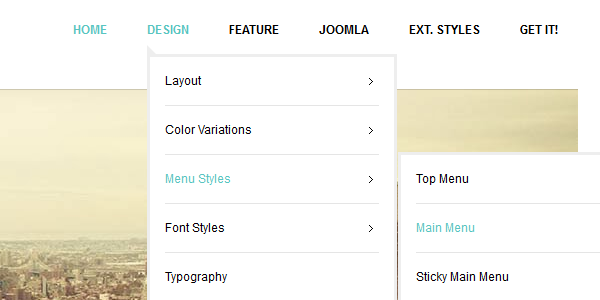 HOME DESIGN FEATURE JOOMLA EXT. STYLES GET IT!
Layout
Color Variations
Menu Styles
Font Styles
Typography
Top Menu
Main Menu
Sticky Main Menu